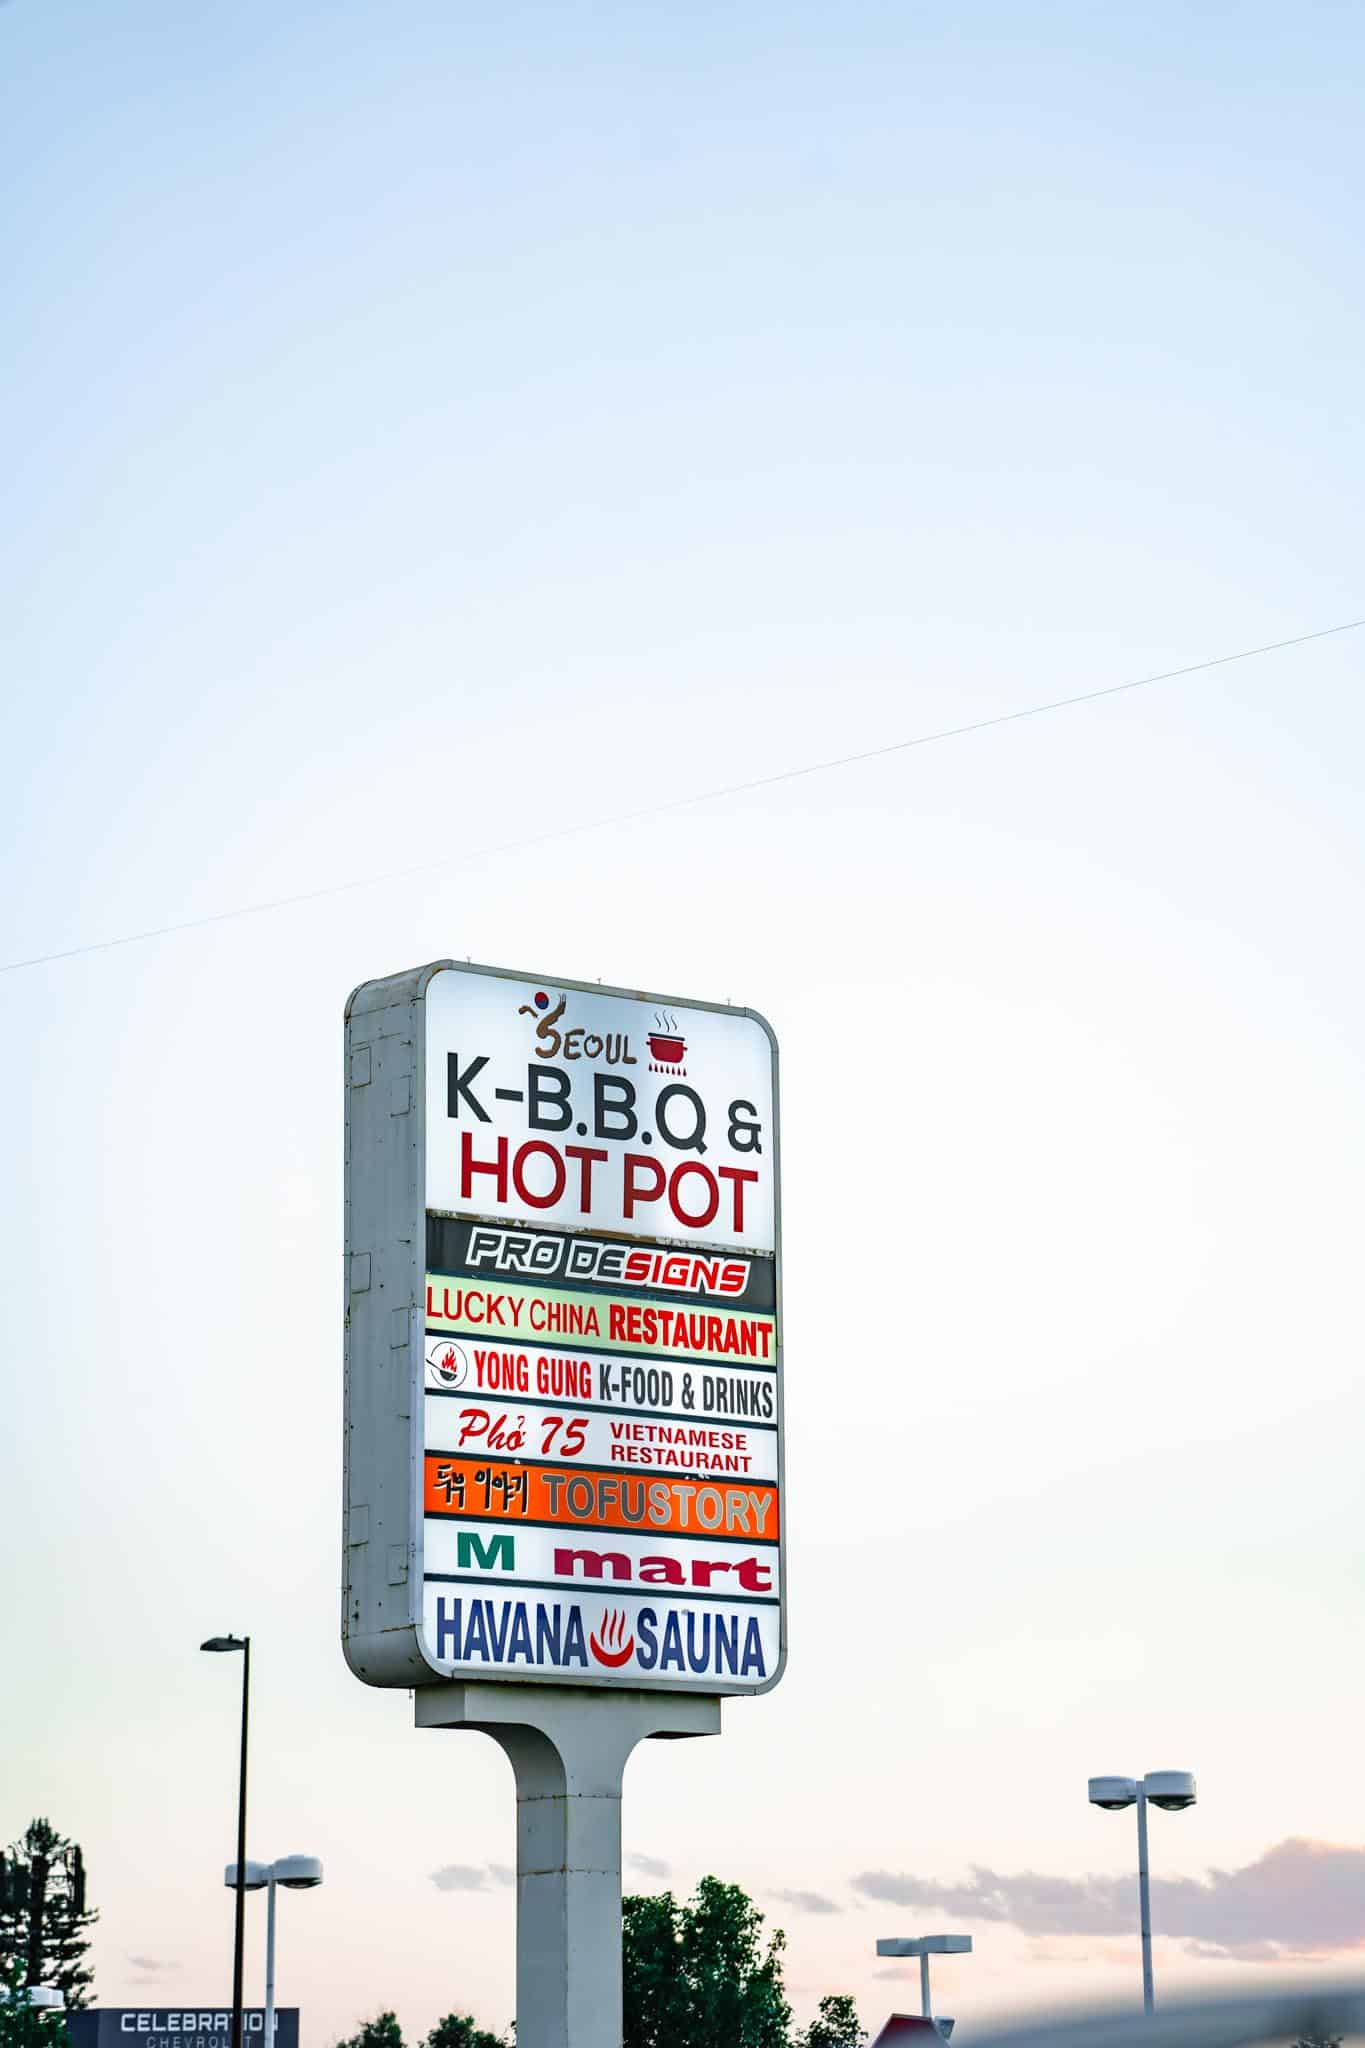 SEOUL
K-B.B.Q &
HOT POT
PRO DESIGNS
LUCKY CHINA RESTAURANT
YONG GUNG K-FOOD & DRINKS
Phở 75 VIETNAMESE
RESTAURANT
두부 이야기 TOFUSTORY
M mart
HAVANA SAUNA
CELEBRATION
CHEVROLET